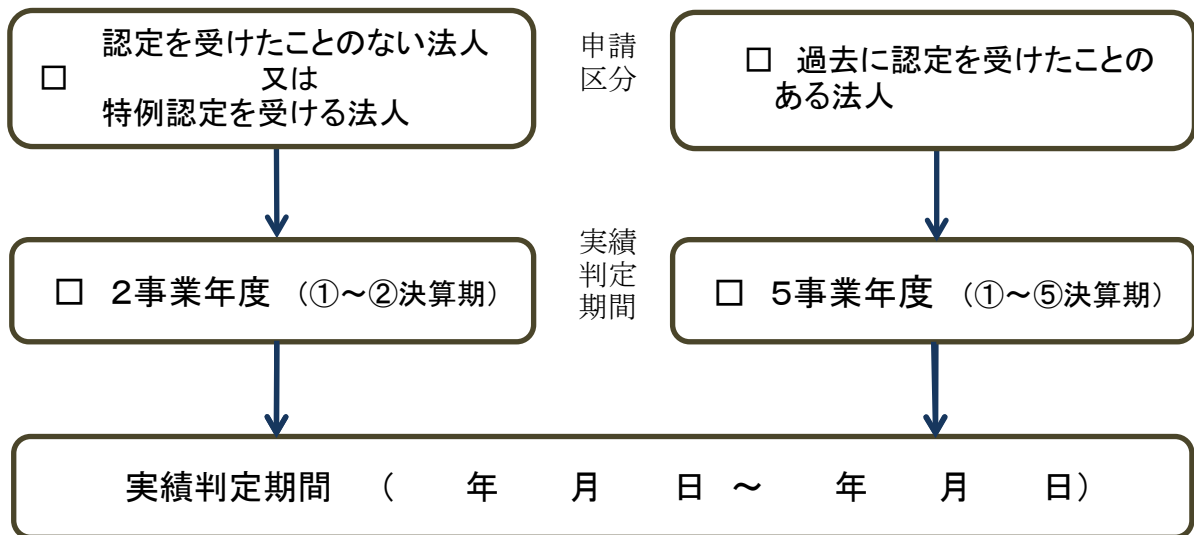 認定を受けたことのない法人
□ 又は
特例認定を受ける法人
申請
区分
□ 過去に認定を受けたことの
ある法人
□ 2事業年度 (①～②決算期)
実績
判定
期間
□ 5事業年度 (①～⑤決算期)
実績判定期間 ( 年 月 日 ～ 年 月 日)